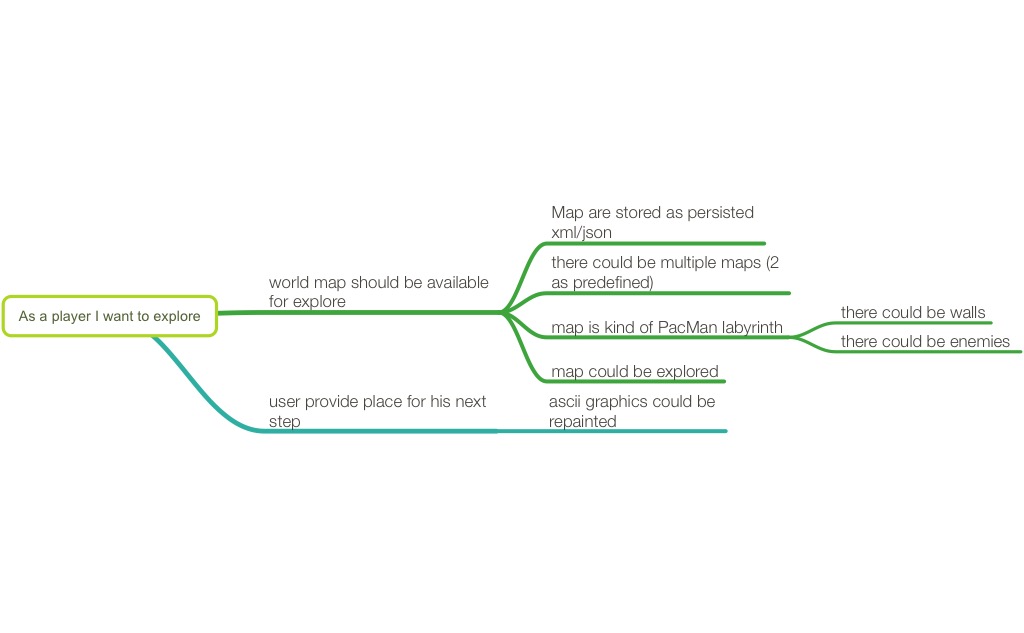 As a player I want to explore
world map should be available
for explore
Map are stored as persisted
xml/json
there could be multiple maps (2
as predefined)
map is kind of PacMan labyrinth
there could be walls
there could be enemies
map could be explored
user provide place for his next
step
ascii graphics could be
repainted